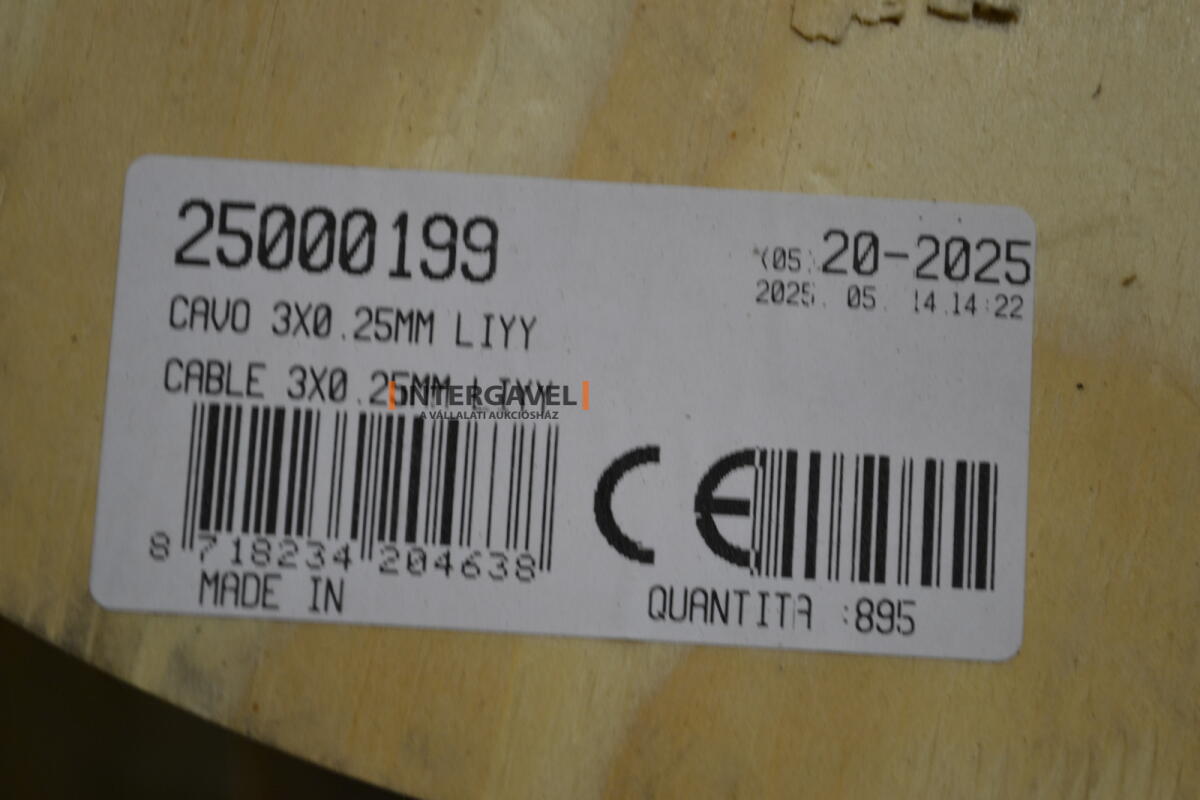 25000199
(05) 20-2025
2025. 05. 14.14:22
CAVO 3X0.25MM LIYY
CABLE 3X0.25MM LIYY
INTERGAVEL
A VÁLLALATI AUKCIÓSHÁZ
CE
8 718234 204638
MADE IN
QUANTITA :895